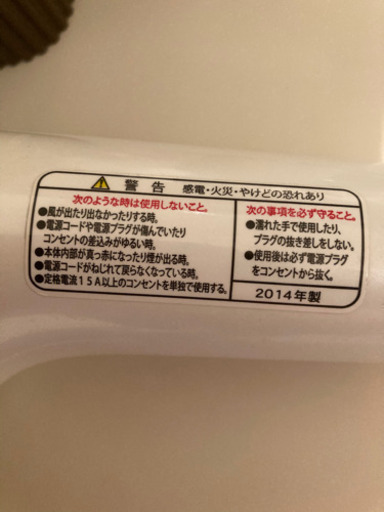 警告 感電・火災・やけどの恐れあり
次のような時は使用しないこと。
●風が出たり出なかったりする時。
●電源コードや電源プラグが傷んでいたり
コンセントの差込みがゆるい時。
●本体内部が真っ赤になったり煙が出る時。
●電源コードがねじれて戻らなくなっている時。
●定格電流15A以上のコンセントを単独で使用する。
次の事項を必ず守ること。
●濡れた手で使用したり、
プラグの抜き差しをしない。
●使用後は必ず電源プラグ
をコンセントから抜く。
2014年製